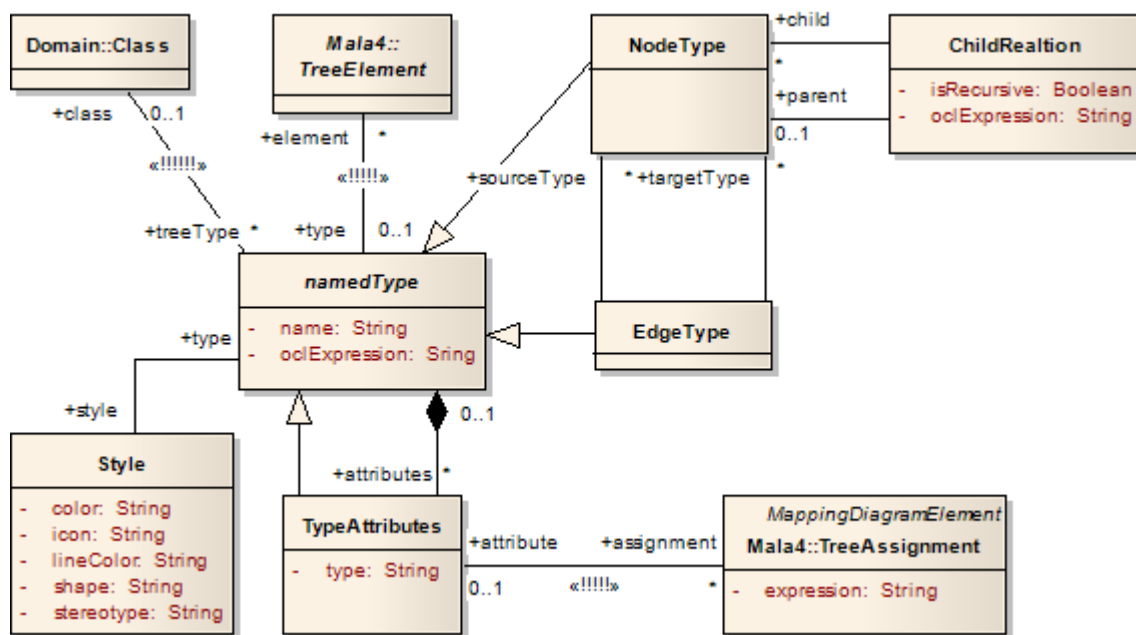 Domain::Class
+class
0..1
«!!!!!!»
+treeType
*
Mala4::
TreeElement
+element
*
«!!!!!»
+type
0..1
NodeType
+child
*
+parent
0..1
ChildRealtion
- isRecursive: Boolean
- oclExpression: String
+sourceType
*
+targetType
*
namedType
- name: String
- oclExpression: Sring
EdgeType
+type
+style
Style
- color: String
- icon: String
- lineColor: String
- shape: String
- stereotype: String
0..1
+attributes
*
TypeAttributes
- type: String
+attribute
0..1
«!!!!!»
+assignment
*
MappingDiagramElement
Mala4::TreeAssignment
- expression: String